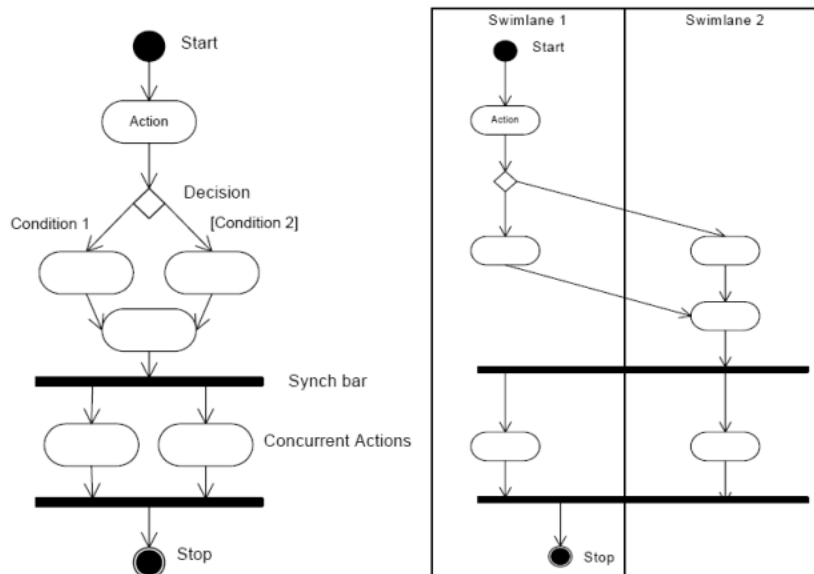 Start
Action
Decision
Condition 1
[Condition 2]
Synch bar
Concurrent Actions
Stop
Swimlane 1
Swimlane 2
Start
Action
Stop